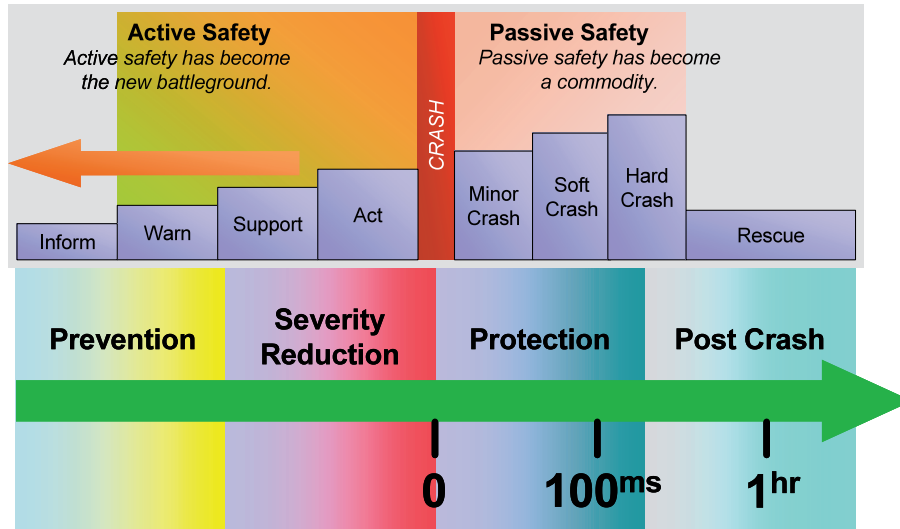 Active Safety
Active safety has become
the new battleground.
CRASH
Passive Safety
Passive safety has become
a commodity.
Inform
Warn
Support
Act
Minor
Crash
Soft
Crash
Hard
Crash
Rescue
Prevention
Severity
Reduction
Protection
Post Crash
0
100ms
1hr